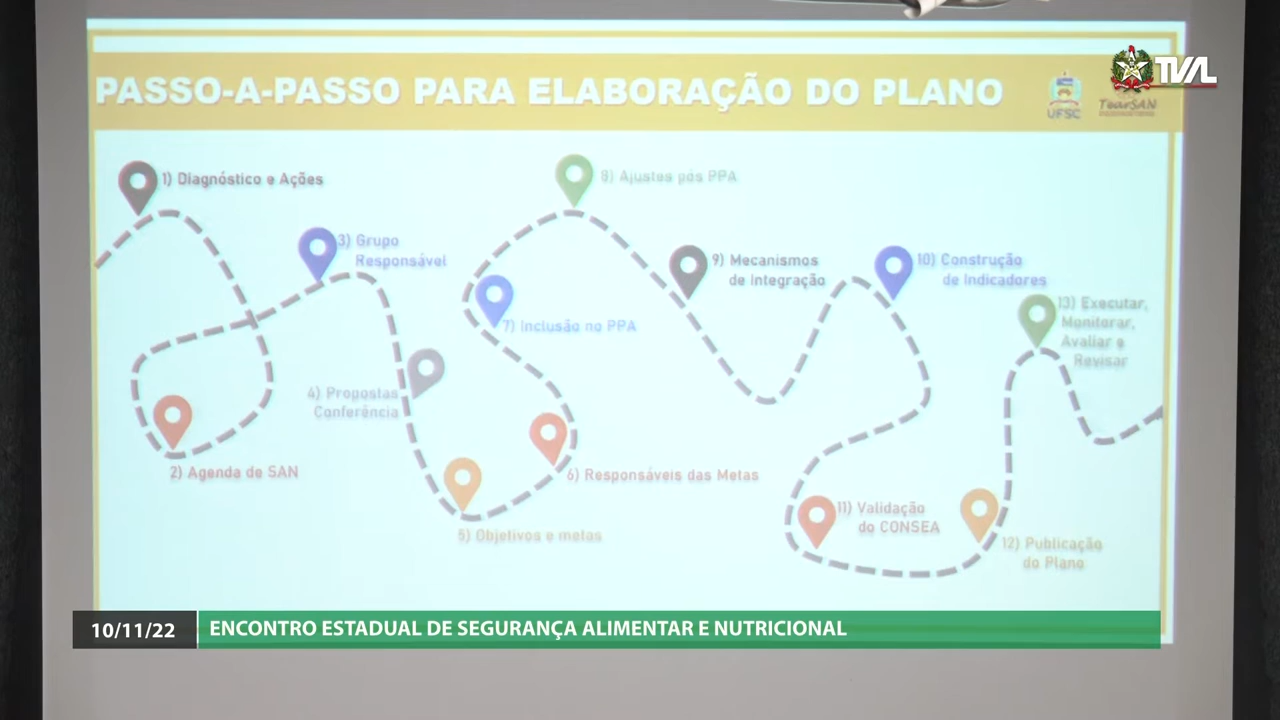 PASSO-A-PASSO PARA ELABORAÇÃO DO PLANO
UFSC
TearSAN
TVAL
1) Diagnóstico e Ações
2) Agenda de SAN
3) Grupo
Responsável
4) Propostas
Conferência
5) Objetivos e metas
6) Responsáveis das Metas
7) Inclusão no PPA
8) Ajustes pós PPA
9) Mecanismos
de Integração
10) Construção
de Indicadores
11) Validação
do CONSEA
12) Publicação
do Plano
13) Executar,
Monitorar,
Avaliar e
Revisar
10/11/22
ENCONTRO ESTADUAL DE SEGURANÇA ALIMENTAR E NUTRICIONAL